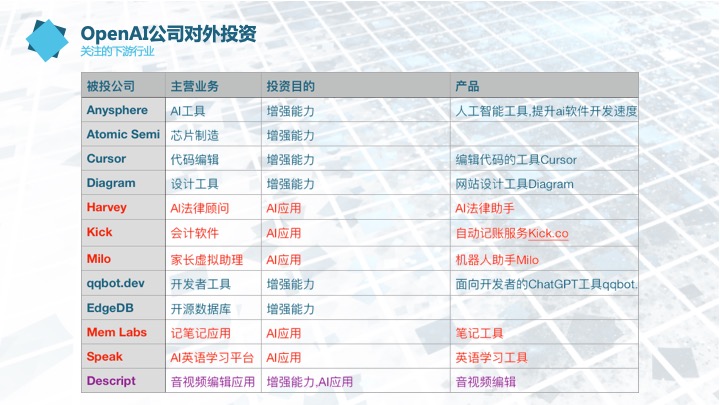 OpenAI公司对外投资
关注的下游行业
被投公司 主营业务 投资目的 产品
Anysphere AI工具 增强能力 人工智能工具,提升ai软件开发速度
Atomic Semi 芯片制造 增强能力
Cursor 代码编辑 增强能力 编辑代码的工具Cursor
Diagram 设计工具 增强能力 网站设计工具Diagram
Harvey AI法律顾问 AI应用 AI法律助手
Kick 会计软件 AI应用 自动记账服务Kick.co
Milo 家长虚拟助理 AI应用 机器人助手Milo
qqbot.dev 开发者工具 增强能力 面向开发者的ChatGPT工具qqbot.
EdgeDB 开源数据库 增强能力
Mem Labs 记笔记应用 AI应用 笔记工具
Speak AI英语学习平台 AI应用 英语学习工具
Descript 音视频编辑应用 增强能力,AI应用 音视频编辑